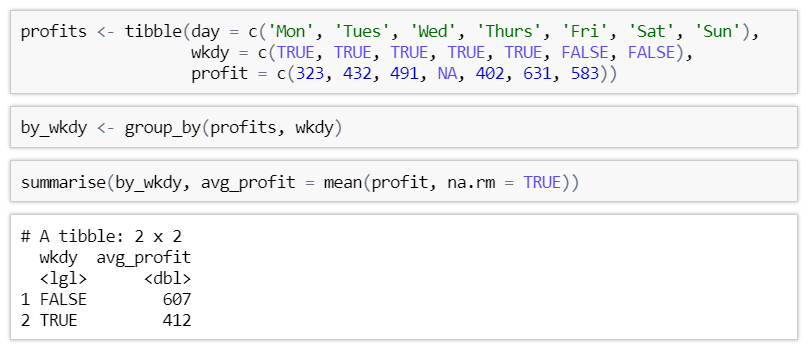 profits <- tibble(day = c('Mon', 'Tues', 'Wed', 'Thurs', 'Fri', 'Sat', 'Sun'),
                  wkdy = c(TRUE, TRUE, TRUE, TRUE, TRUE, FALSE, FALSE),
                  profit = c(323, 432, 491, NA, 402, 631, 583))
by_wkdy <- group_by(profits, wkdy)
summarise(by_wkdy, avg_profit = mean(profit, na.rm = TRUE))
# A tibble: 2 x 2
  wkdy  avg_profit
  <lgl>      <dbl>
1 FALSE        607
2 TRUE         412